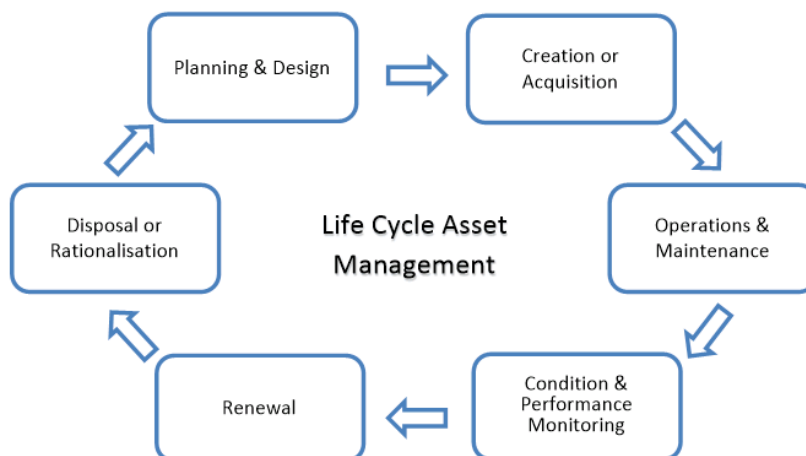 Planning & Design
Creation or
Acquisition
Operations &
Maintenance
Condition &
Performance
Monitoring
Renewal
Disposal or
Rationalisation
Life Cycle Asset
Management